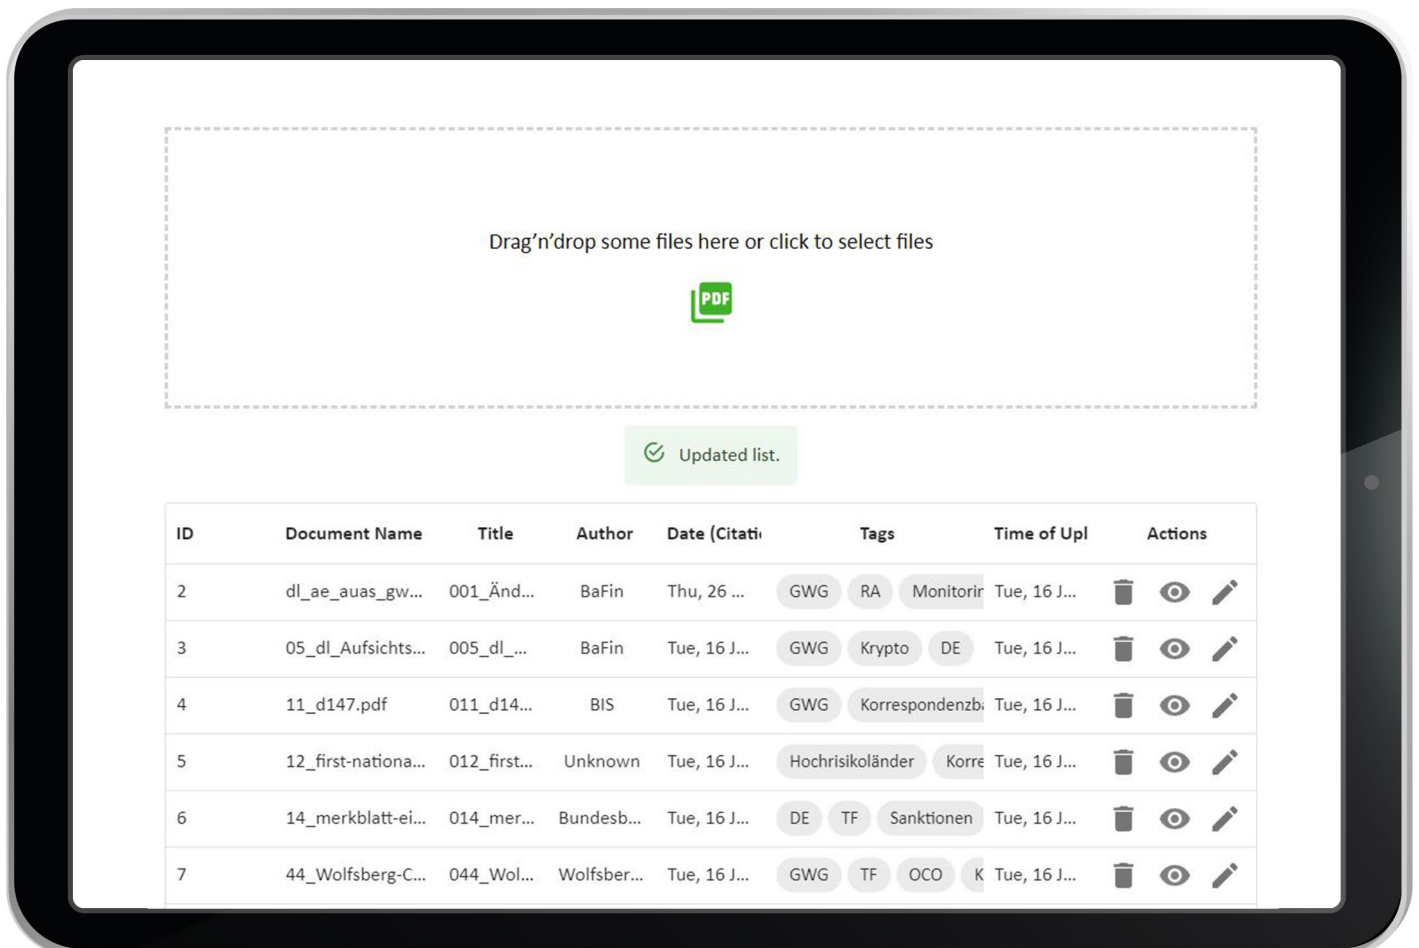 Drag'n'drop some files here or click to select files
PDF
Updated list.
ID Document Name Title Author Date (Citati Tags Time of Upl Actions
2 dl_ae_auas_gw... 001_Änd... BaFin Thu, 26 ... GWG RA Monitorin Tue, 16 J...
3 05_dl_Aufsichts... 005_dl_... BaFin Tue, 16 J... GWG Krypto DE Tue, 16 J...
4 11_d147.pdf 011_d14... BIS Tue, 16 J... GWG Korrespondenzba Tue, 16 J...
5 12_first-nationa... 012_first... Unknown Tue, 16 J... Hochrisikoländer Korre Tue, 16 J...
6 14_merkblatt-ei... 014_mer... Bundesb... Tue, 16 J... DE TF Sanktionen Tue, 16 J...
7 44_Wolfsberg-C... 044_Wol... Wolfsber... Tue, 16 J... GWG TF OCO K Tue, 16 J...